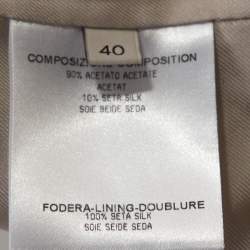 40
COMPOSIZIONE COMPOSITION
90% ACETATO ACETATE
ACETAT
10% SETA SILK
SOIE SEIDE SEDA
FODERA-LINING-DOUBLURE
100% SETA SILK
SOIE SEIDE SEDA